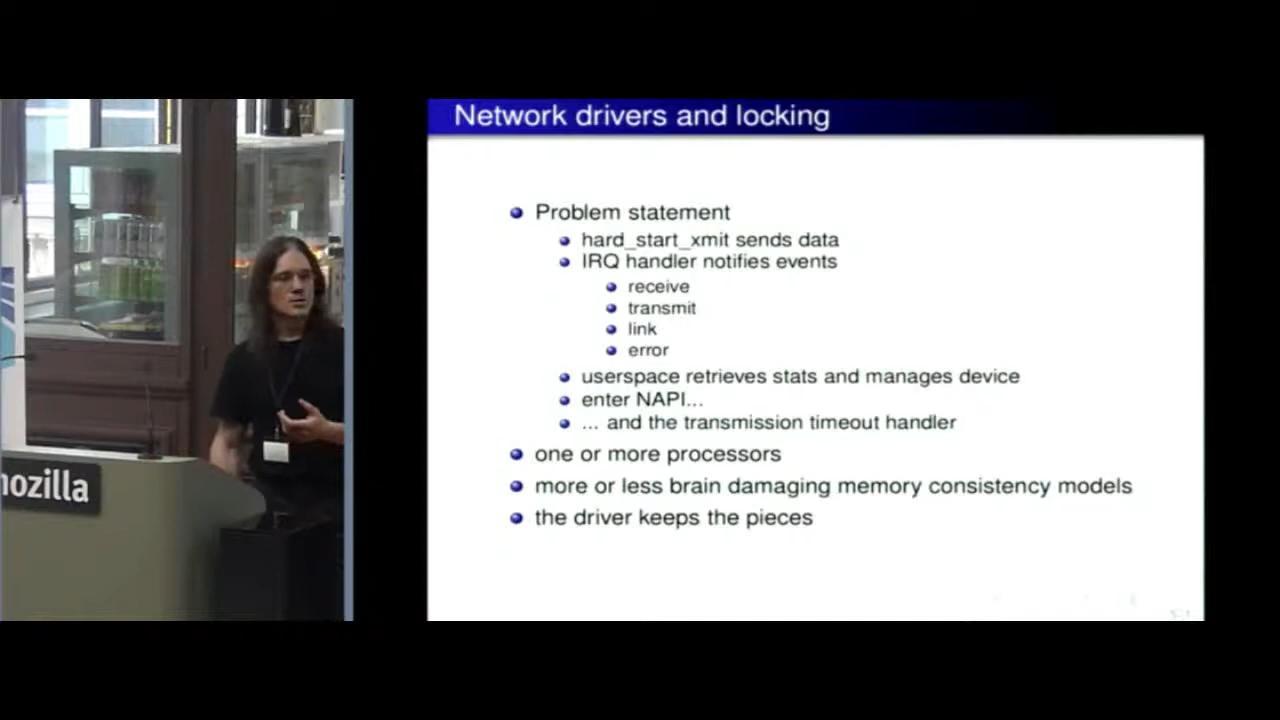 Network drivers and locking
Problem statement
hard_start_xmit sends data
IRQ handler notifies events
receive
transmit
link
error
userspace retrieves stats and manages device
enter NAPI...
... and the transmission timeout handler
one or more processors
more or less brain damaging memory consistency models
the driver keeps the pieces
mozilla